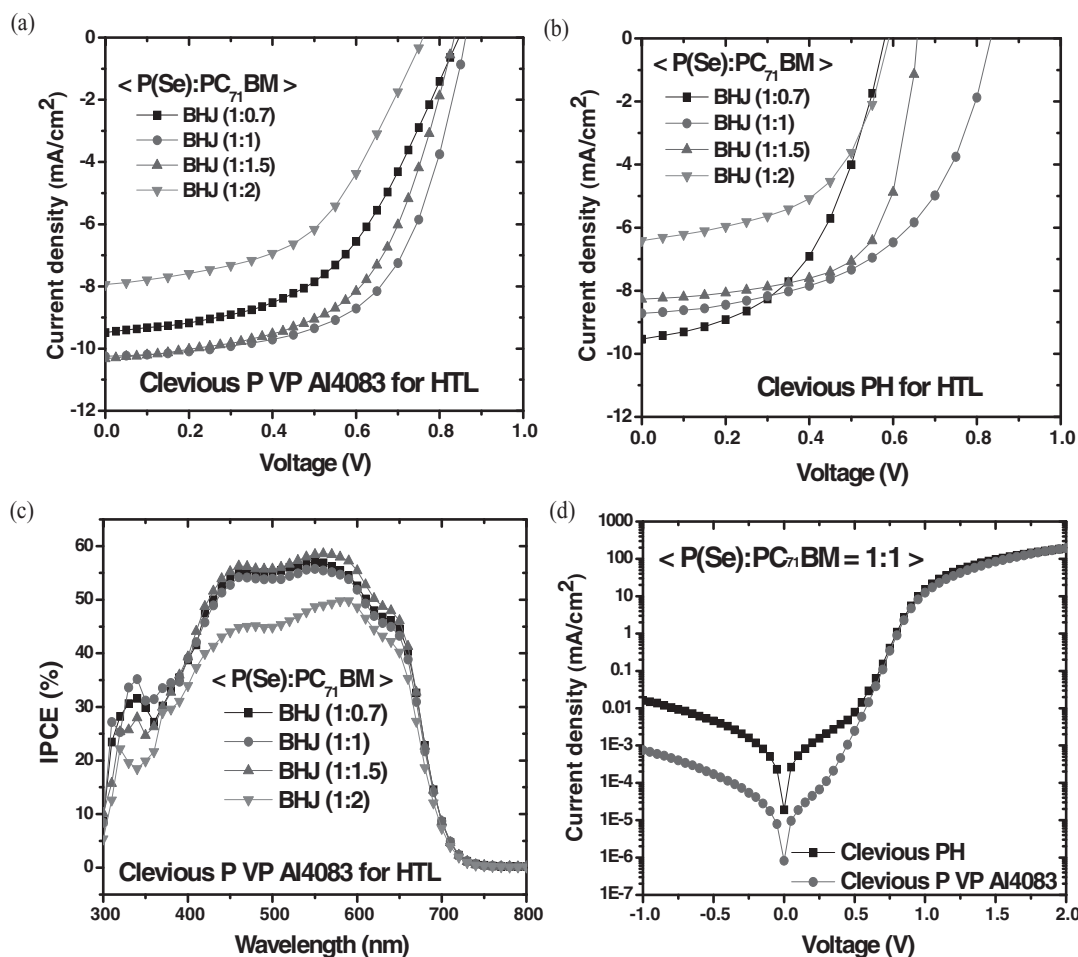 (a)
0
-2
-4
-6
-8
-10
-12
Current density (mA/cm²)
< P(Se):PC₇₁BM >
BHJ (1:0.7)
BHJ (1:1)
BHJ (1:1.5)
BHJ (1:2)
Clevious P VP AI4083 for HTL
0.0 0.2 0.4 0.6 0.8 1.0
Voltage (V)
(b)
0
-2
-4
-6
-8
-10
-12
Current density (mA/cm²)
< P(Se):PC₇₁BM >
BHJ (1:0.7)
BHJ (1:1)
BHJ (1:1.5)
BHJ (1:2)
Clevious PH for HTL
0.0 0.2 0.4 0.6 0.8 1.0
Voltage (V)
(c)
60
50
40
30
20
10
0
IPCE (%)
< P(Se):PC₇₁BM >
BHJ (1:0.7)
BHJ (1:1)
BHJ (1:1.5)
BHJ (1:2)
Clevious P VP AI4083 for HTL
300 400 500 600 700 800
Wavelength (nm)
(d)
1000
100
10
1
0.1
0.01
1E-3
1E-4
1E-5
1E-6
1E-7
Current density (mA/cm²)
< P(Se):PC₇₁BM = 1:1 >
Clevious PH
Clevious P VP AI4083
-1.0 -0.5 0.0 0.5 1.0 1.5 2.0
Voltage (V)